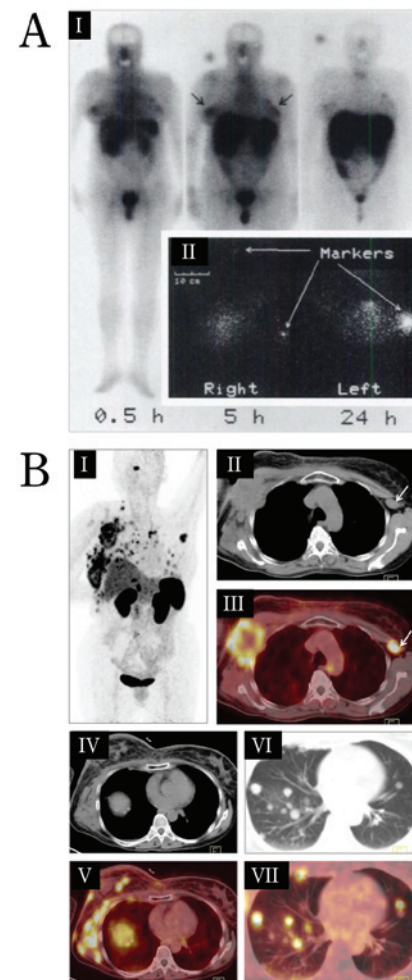 A
I
II
Markers
10 cm
Right
Left
0.5 h
5 h
24 h
B
I
II
III
IV
VI
V
VII